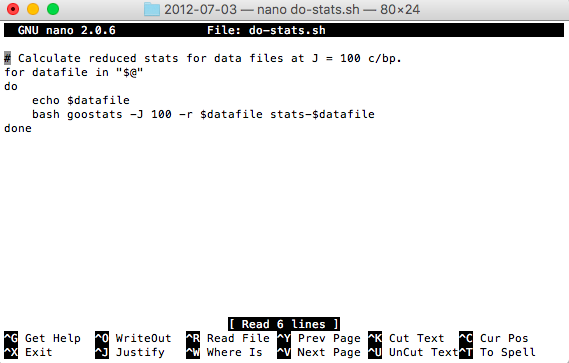 2012-07-03 — nano do-stats.sh — 80×24
GNU nano 2.0.6 File: do-stats.sh
# Calculate reduced stats for data files at J = 100 c/bp.
for datafile in "$@"
do
    echo $datafile
    bash goostats -J 100 -r $datafile stats-$datafile
done
[ Read 6 lines ]
^G Get Help ^O WriteOut ^R Read File ^Y Prev Page ^K Cut Text ^C Cur Pos
^X Exit ^J Justify ^W Where Is ^V Next Page ^U UnCut Text ^T To Spell